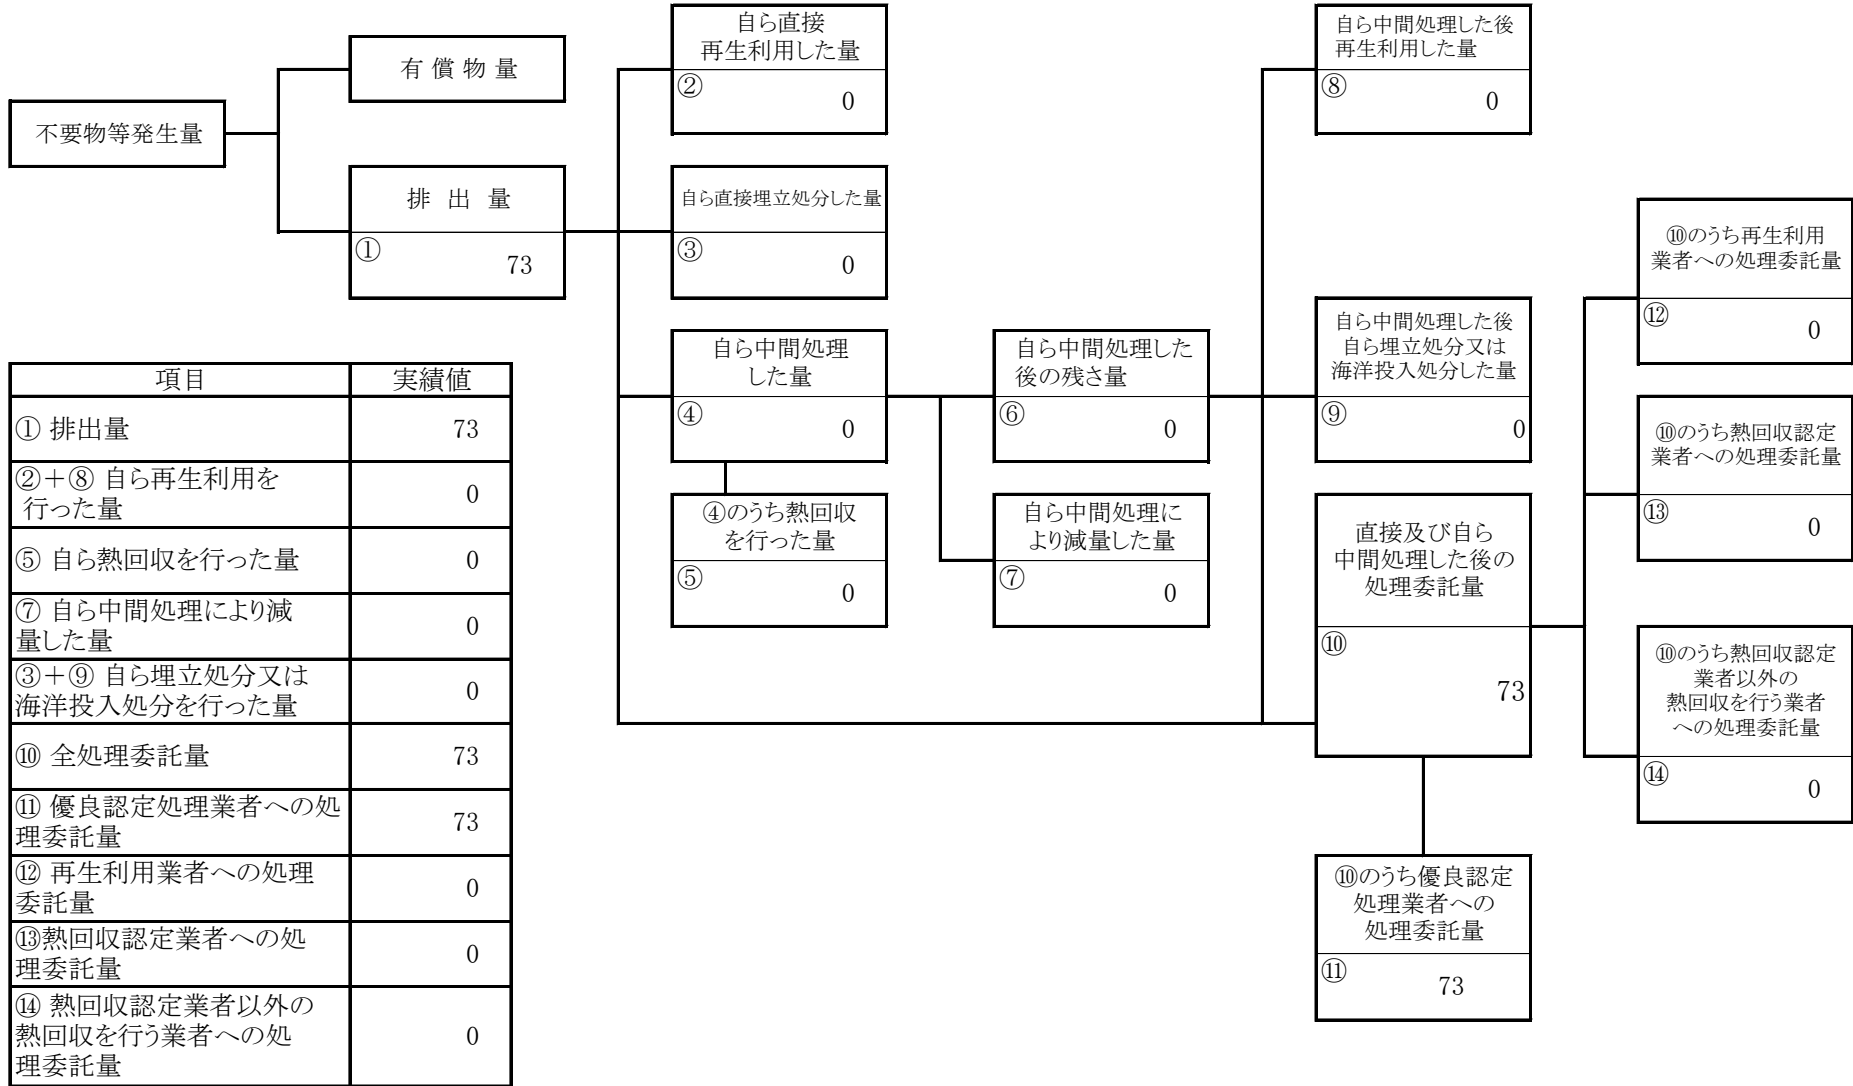 不要物等発生量
有 償 物 量
排 出 量
①
73
自ら直接
再生利用した量
②
0
自ら直接埋立処分した量
③
0
自ら中間処理
した量
④
0
④のうち熱回収
を行った量
⑤
0
自ら中間処理した
後の残さ量
⑥
0
自ら中間処理に
より減量した量
⑦
0
自ら中間処理した後
再生利用した量
⑧
0
自ら中間処理した後
自ら埋立処分又は
海洋投入処分した量
⑨
0
直接及び自ら
中間処理した後の
処理委託量
⑩
73
⑩のうち優良認定
処理業者への
処理委託量
⑪
73
⑩のうち再生利用
業者への処理委託量
⑫
0
⑩のうち熱回収認定
業者への処理委託量
⑬
0
⑩のうち熱回収認定
業者以外の
熱回収を行う業者
への処理委託量
⑭
0
項目 実績値
① 排出量 73
②＋⑧ 自ら再生利用を
行った量 0
⑤ 自ら熱回収を行った量 0
⑦ 自ら中間処理により減
量した量 0
③＋⑨ 自ら埋立処分又は
海洋投入処分を行った量 0
⑩ 全処理委託量 73
⑪ 優良認定処理業者への処
理委託量 73
⑫ 再生利用業者への処理
委託量 0
⑬熱回収認定業者への処
理委託量 0
⑭ 熱回収認定業者以外の
熱回収を行う業者への処
理委託量 0